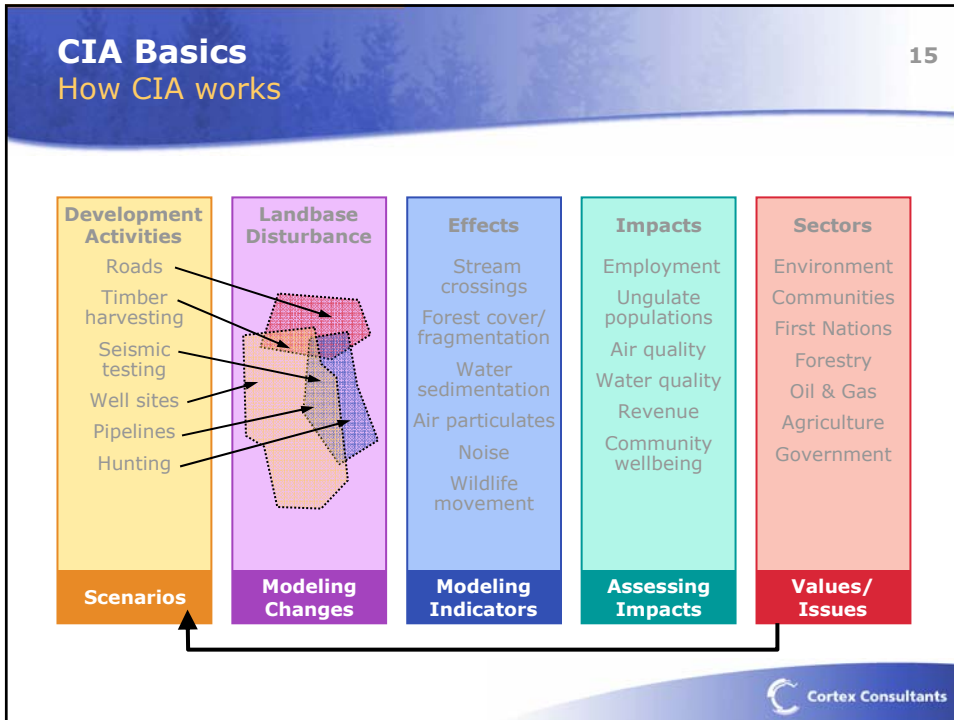 CIA Basics
How CIA works
15
Development
Activities
Roads
Timber
harvesting
Seismic
testing
Well sites
Pipelines
Hunting
Scenarios
Landbase
Disturbance
Modeling
Changes
Effects
Stream
crossings
Forest cover/
fragmentation
Water
sedimentation
Air particulates
Noise
Wildlife
movement
Modeling
Indicators
Impacts
Employment
Ungulate
populations
Air quality
Water quality
Revenue
Community
wellbeing
Assessing
Impacts
Sectors
Environment
Communities
First Nations
Forestry
Oil & Gas
Agriculture
Government
Values/
Issues
Cortex Consultants